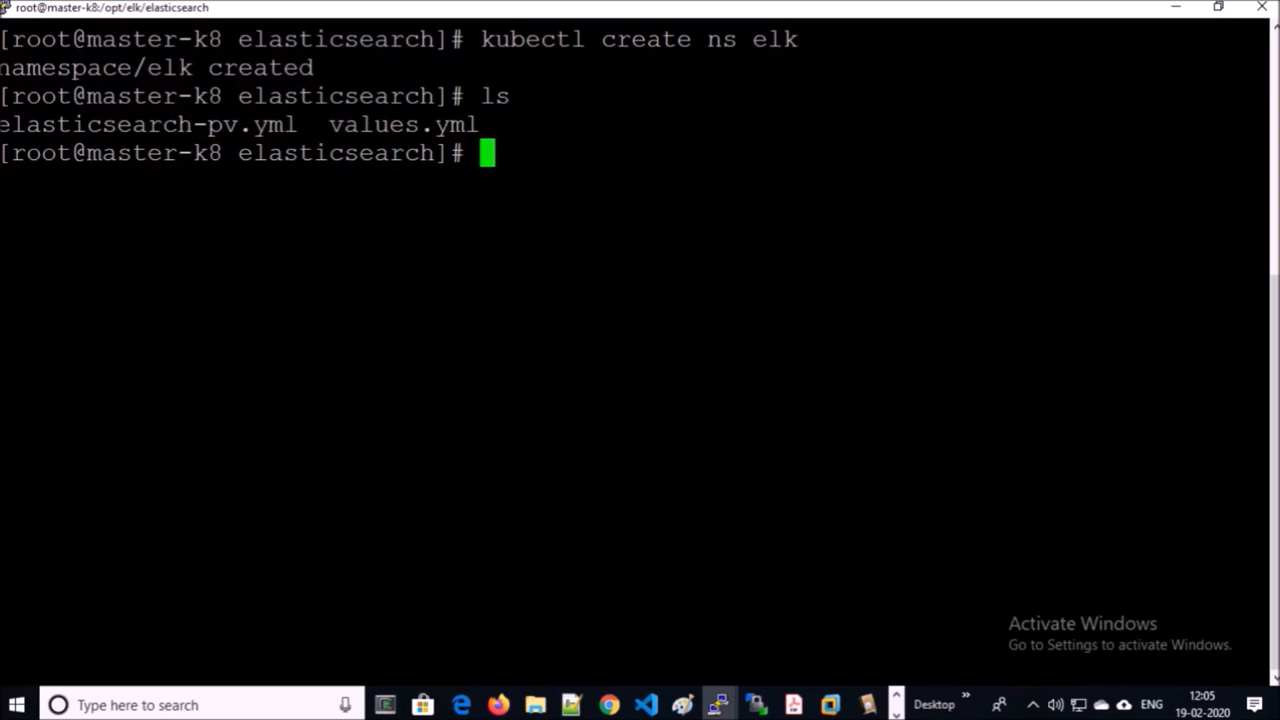 root@master-k8:/opt/elk/elasticsearch
[root@master-k8 elasticsearch]# kubectl create ns elk
namespace/elk created
[root@master-k8 elasticsearch]# ls
elasticsearch-pv.yml  values.yml
[root@master-k8 elasticsearch]#
Activate Windows
Go to Settings to activate Windows.
Type here to search
Desktop
ENG
12:05
19-02-2020